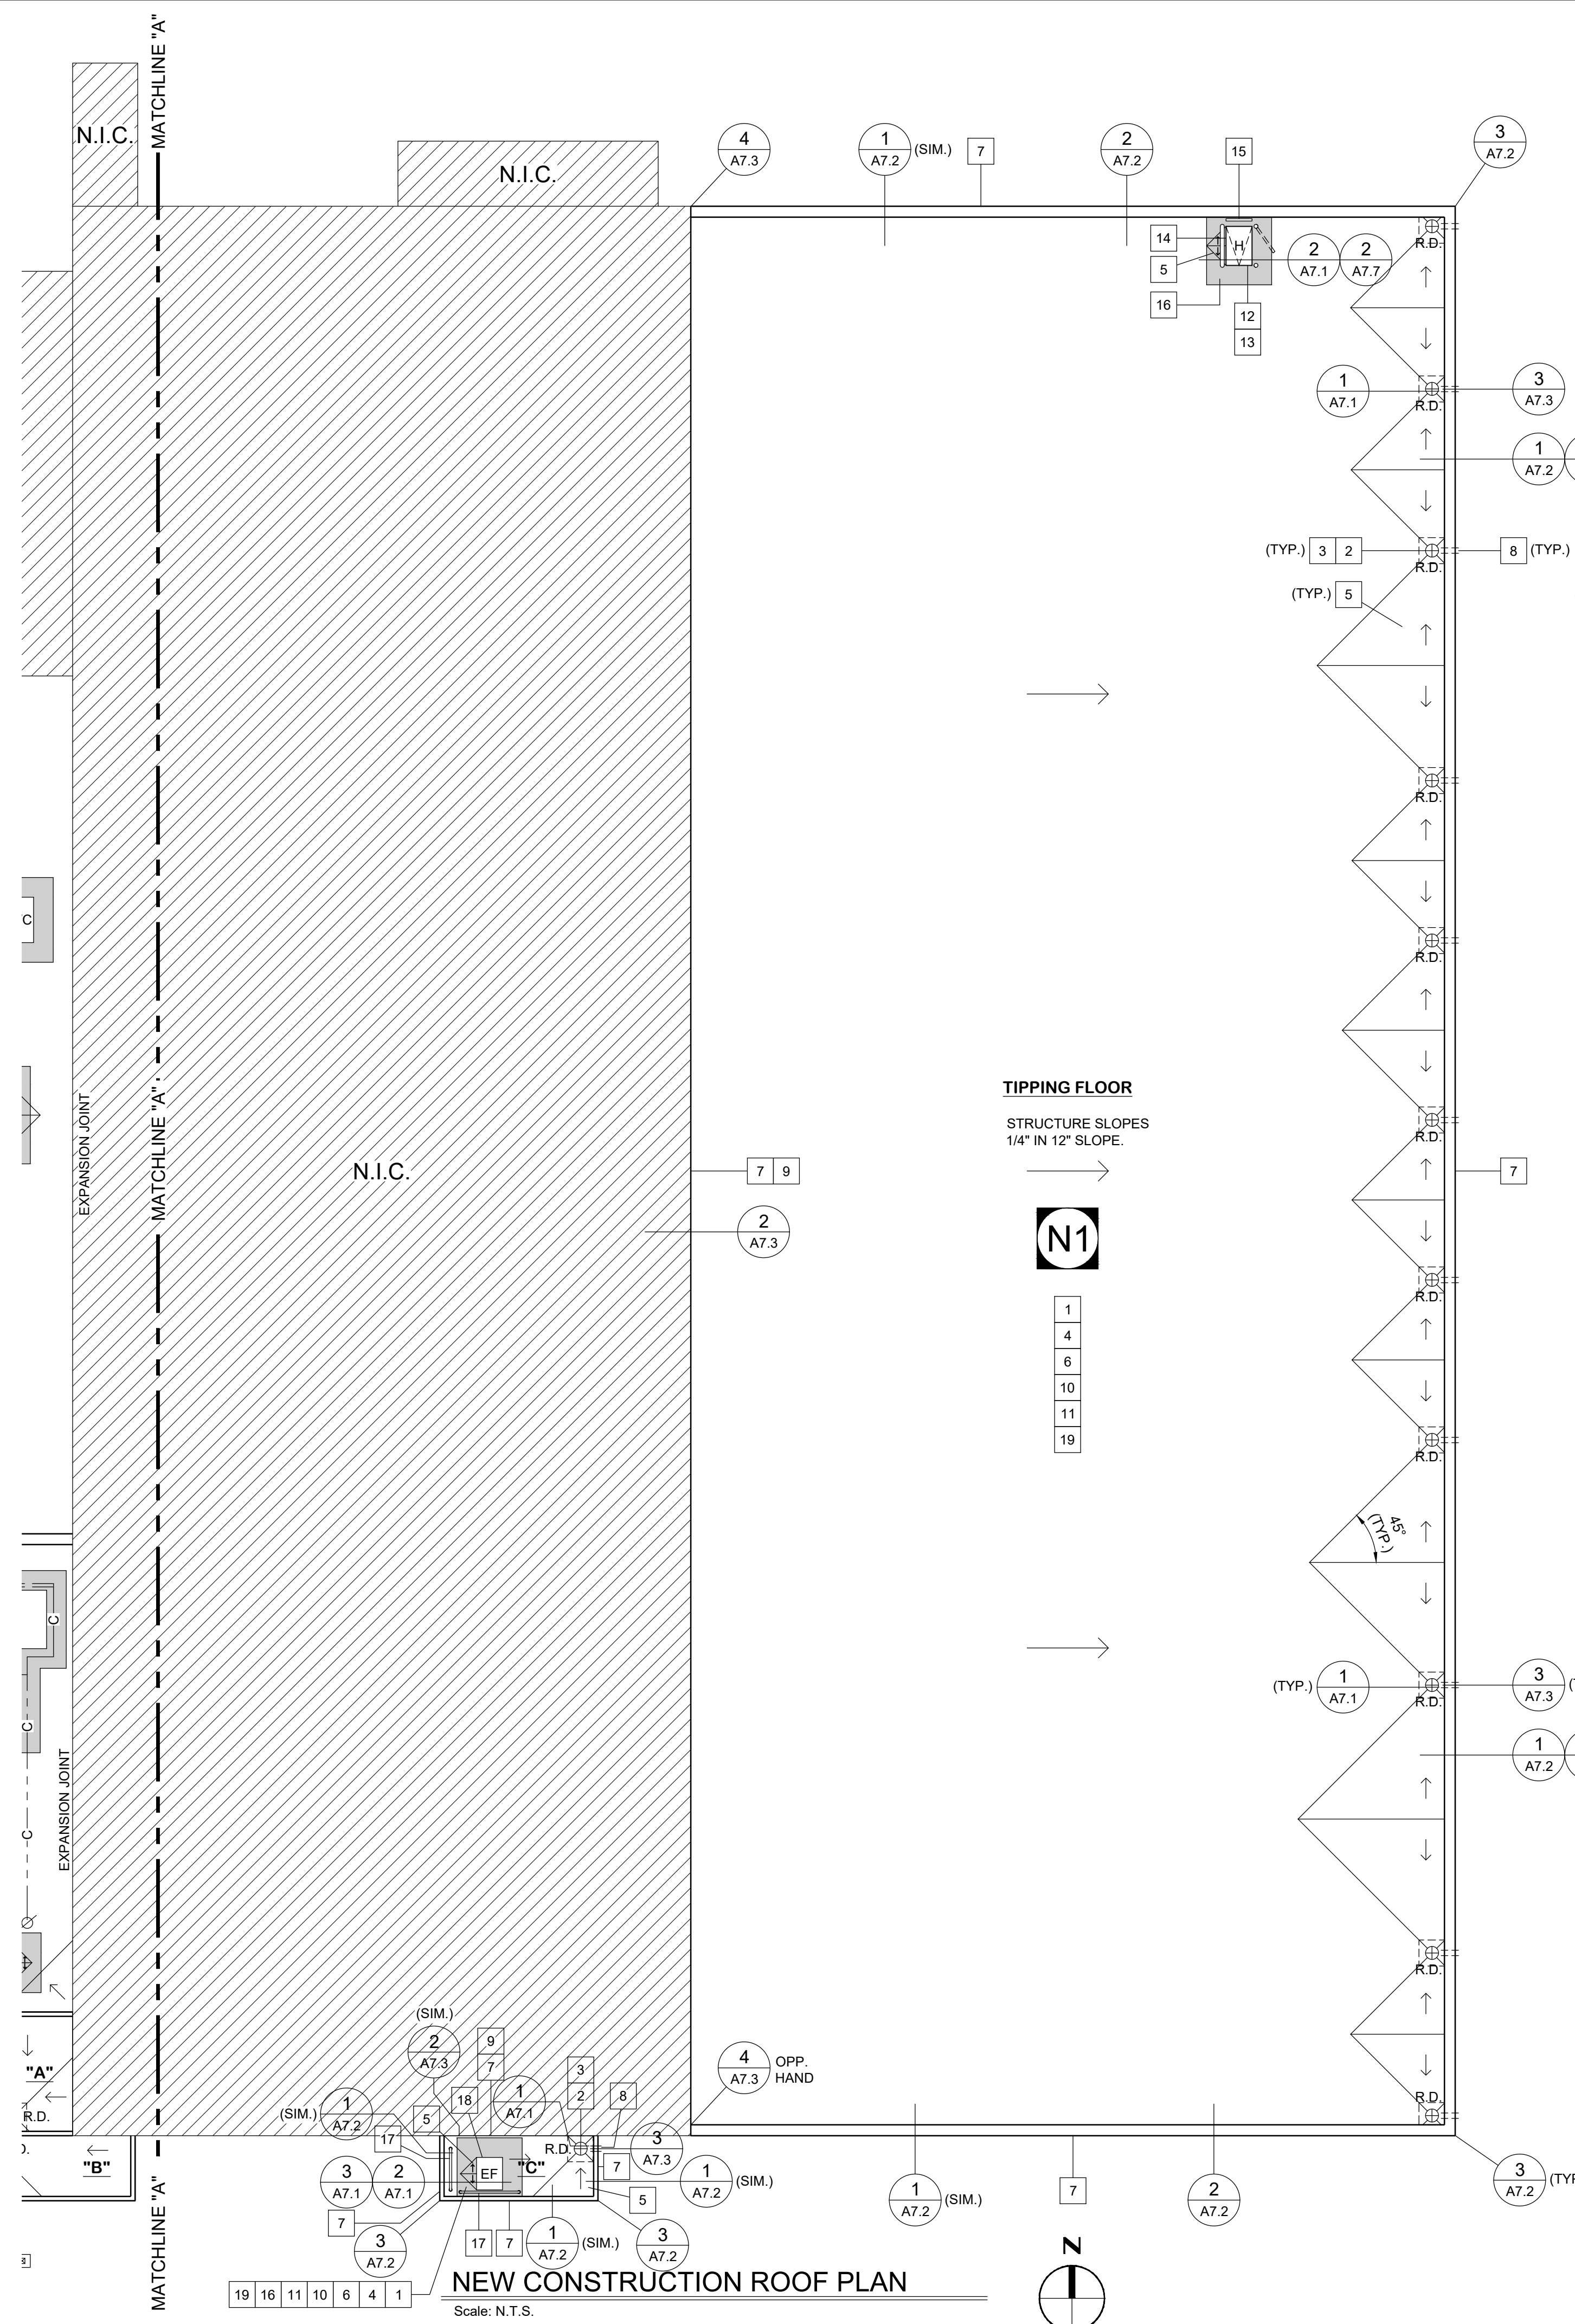 MATCHLINE "A"
N.I.C.
N.I.C.
4
A7.3
1
A7.2
(SIM.)
7
2
A7.2
15
3
A7.2
14
5
16
H
12
13
2
A7.1
2
A7.7
R.D.
1
A7.1
R.D.
3
A7.3
1
A7.2
(TYP.)
3
2
R.D.
8
(TYP.)
(TYP.)
5
R.D.
C
R.D.
EXPANSION JOINT
MATCHLINE "A"
N.I.C.
TIPPING FLOOR
STRUCTURE SLOPES
1/4" IN 12" SLOPE.
R.D.
7
9
7
2
A7.3
N1
R.D.
1
4
6
10
11
19
R.D.
45°
(TYP.)
C
C
C
EXPANSION JOINT
(TYP.)
1
A7.1
R.D.
3
A7.3
1
A7.2
R.D.
"A"
R.D.
"B"
(SIM.)
2
A7.3
9
7
3
2
8
18
1
A7.1
(SIM.)
1
A7.2
5
17
R.D.
3
A7.3
4
A7.3
OPP.
HAND
R.D.
3
A7.1
2
A7.1
EF
"C"
7
1
A7.2
(SIM.)
5
7
3
A7.2
17
7
1
A7.2
(SIM.)
3
A7.2
1
A7.2
(SIM.)
7
2
A7.2
3
A7.2
MATCHLINE "A"
19
16
11
10
6
4
1
NEW CONSTRUCTION ROOF PLAN
Scale: N.T.S.
N